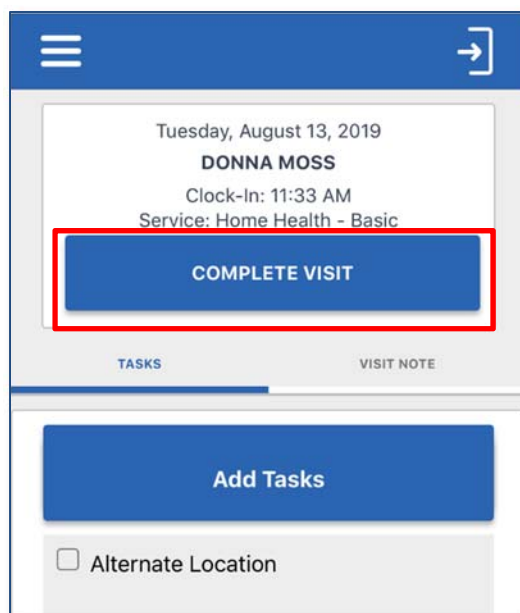 Tuesday, August 13, 2019
DONNA MOSS
Clock-In: 11:33 AM
Service: Home Health - Basic
COMPLETE VISIT
TASKS
VISIT NOTE
Add Tasks
Alternate Location